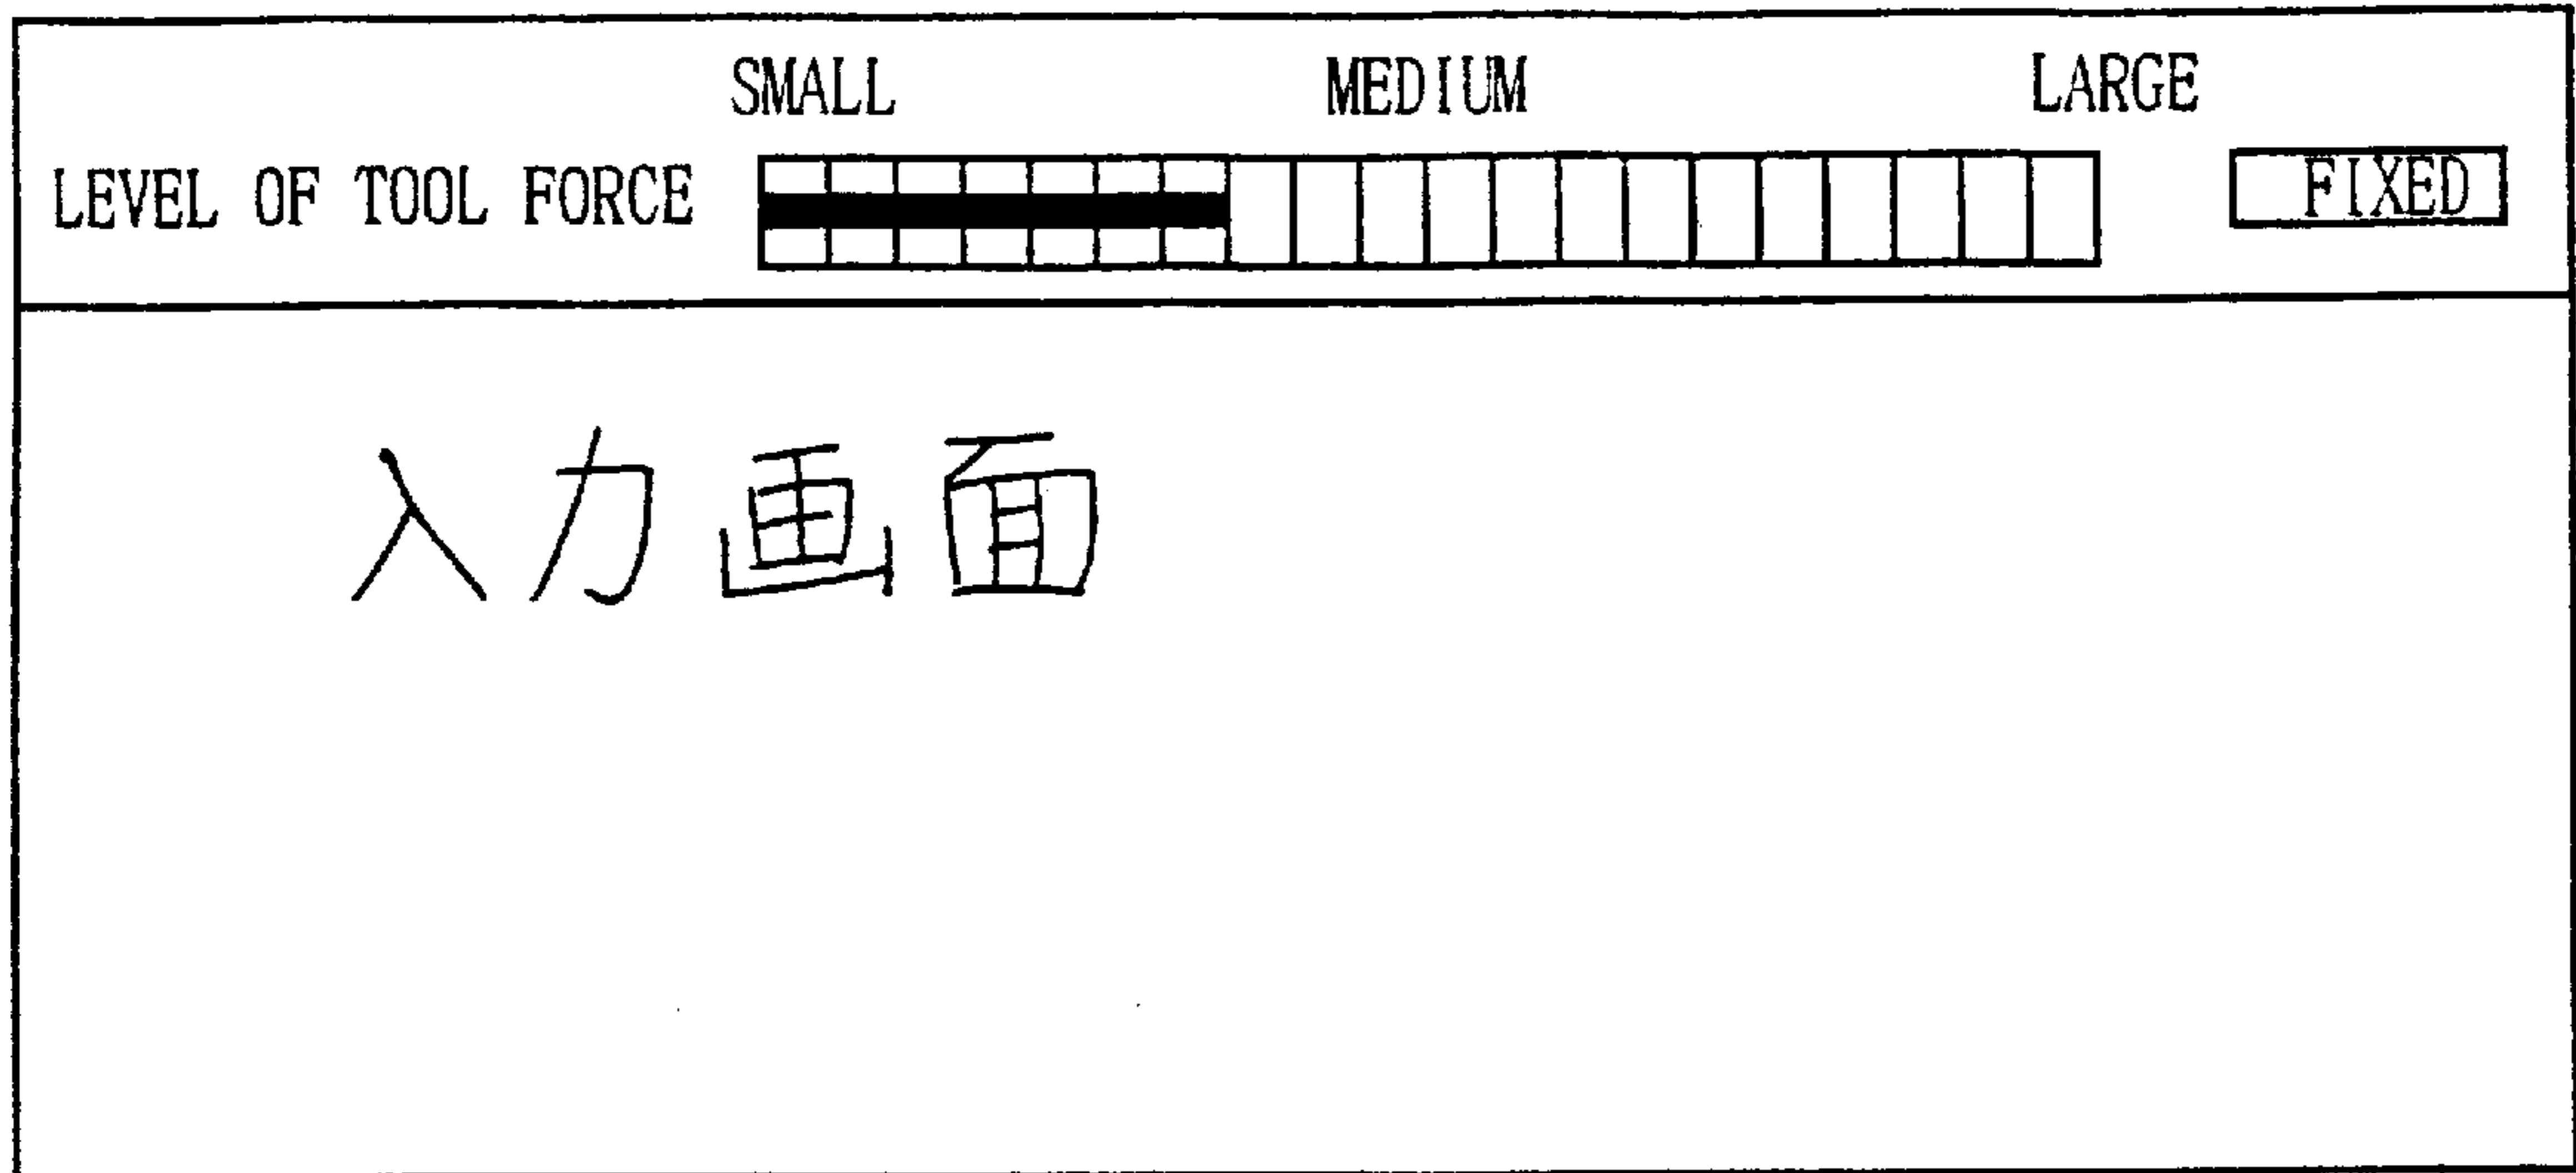 SMALL MEDIUM LARGE
LEVEL OF TOOL FORCE FIXED
入力画面